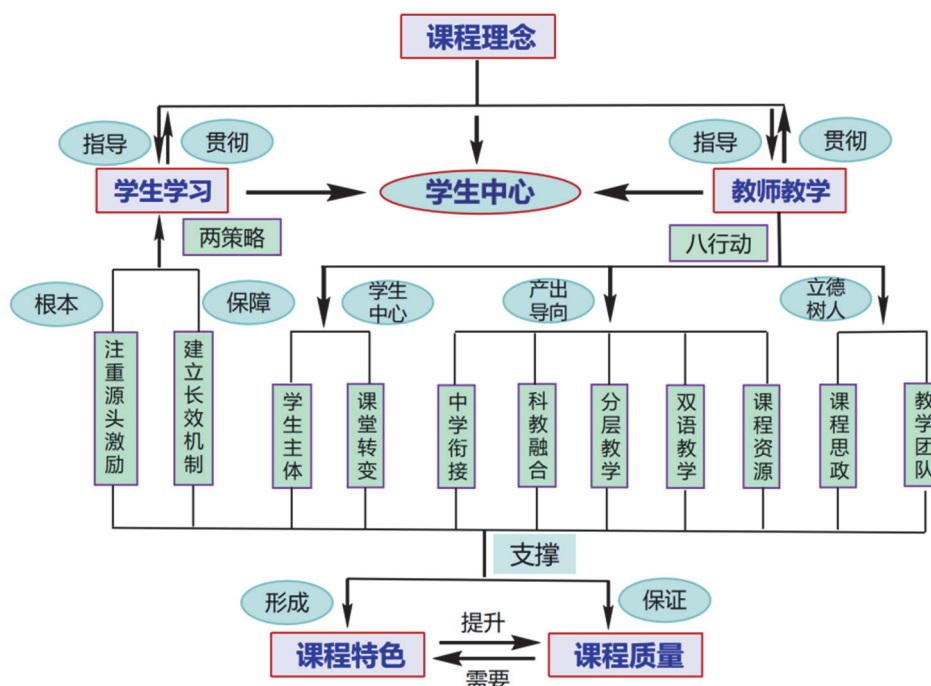 课程理念
指导
贯彻
指导
贯彻
学生学习
学生中心
教师教学
两策略
八行动
根本
保障
学生
中心
产出
导向
立德
树人
注重源头激励
建立长效机制
学生主体
课堂转变
中学衔接
科教融合
分层教学
双语教学
课程资源
课程思政
教学团队
支撑
形成
保证
提升
课程特色
课程质量
需要